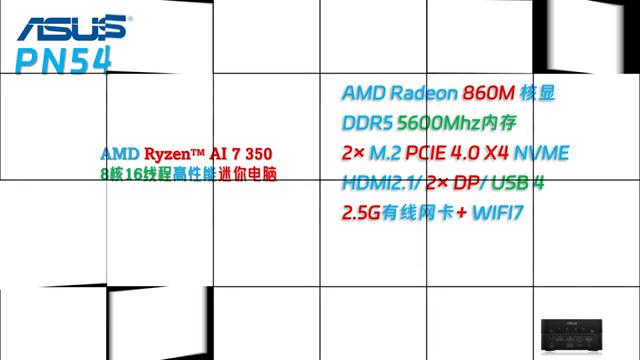 ASUS
PN54
AMD Ryzen™ AI 7 350
8核16线程高性能迷你电脑
AMD Radeon 860M 核显
DDR5 5600Mhz内存
2× M.2 PCIE 4.0 X4 NVME
HDMI2.1/ 2× DP/ USB 4
2.5G有线网卡+ WIFI7
ASUS